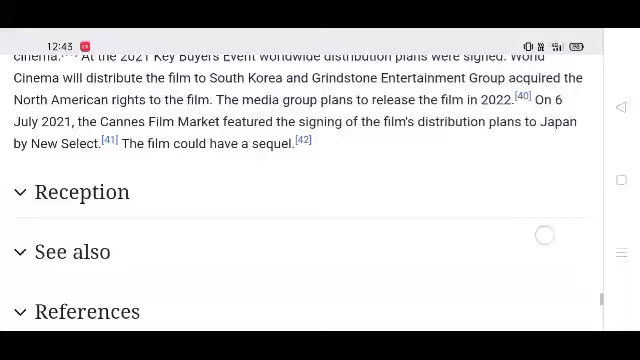 12:43
cinema. At the 2021 Key Buyers Event worldwide distribution plans were signed. World
Cinema will distribute the film to South Korea and Grindstone Entertainment Group acquired the
North American rights to the film. The media group plans to release the film in 2022.[40] On 6
July 2021, the Cannes Film Market featured the signing of the film's distribution plans to Japan
by New Select.[41] The film could have a sequel.[42]
Reception
See also
References